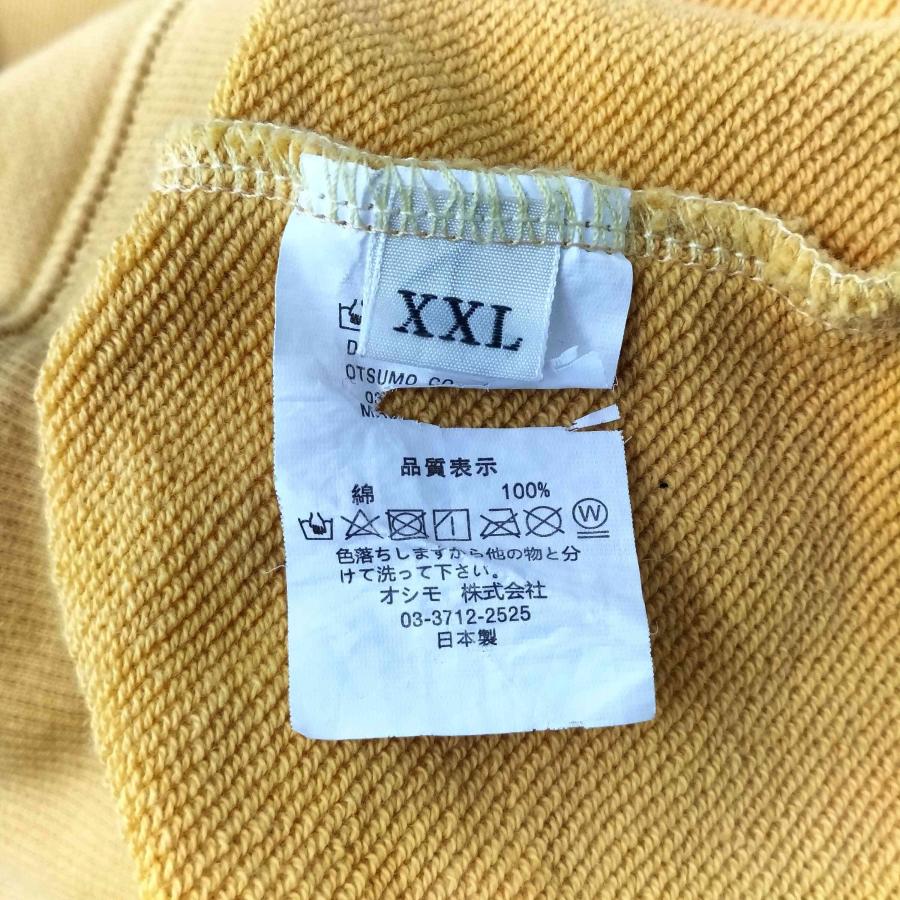 XXL
OTSUMO
03
品質表示
綿 100%
W
色落ちしますから他の物と分
けて洗って下さい。
オシモ 株式会社
03-3712-2525
日本製